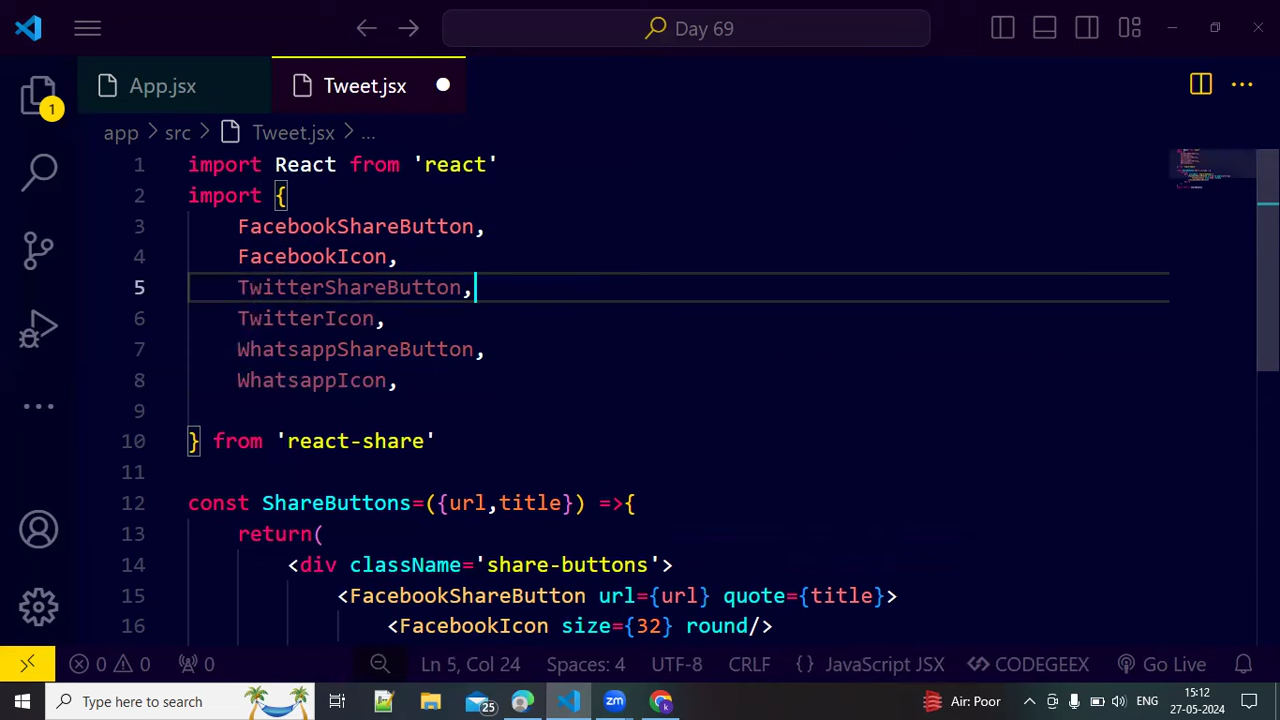 Day 69
App.jsx
Tweet.jsx
1
app > src > Tweet.jsx > ...
1 import React from 'react'
2 import {
3 FacebookShareButton,
4 FacebookIcon,
5 TwitterShareButton,
6 TwitterIcon,
7 WhatsappShareButton,
8 WhatsappIcon,
9
10 } from 'react-share'
11
12 const ShareButtons=({url,title}) =>{
13 return(
14 <div className='share-buttons'>
15 <FacebookShareButton url={url} quote={title}>
16 <FacebookIcon size={32} round/>
0 0 0 Ln 5, Col 24 Spaces: 4 UTF-8 CRLF {} JavaScript JSX CODEGEEX Go Live
Type here to search
25
Air Poor
ENG
15:12
27-05-2024